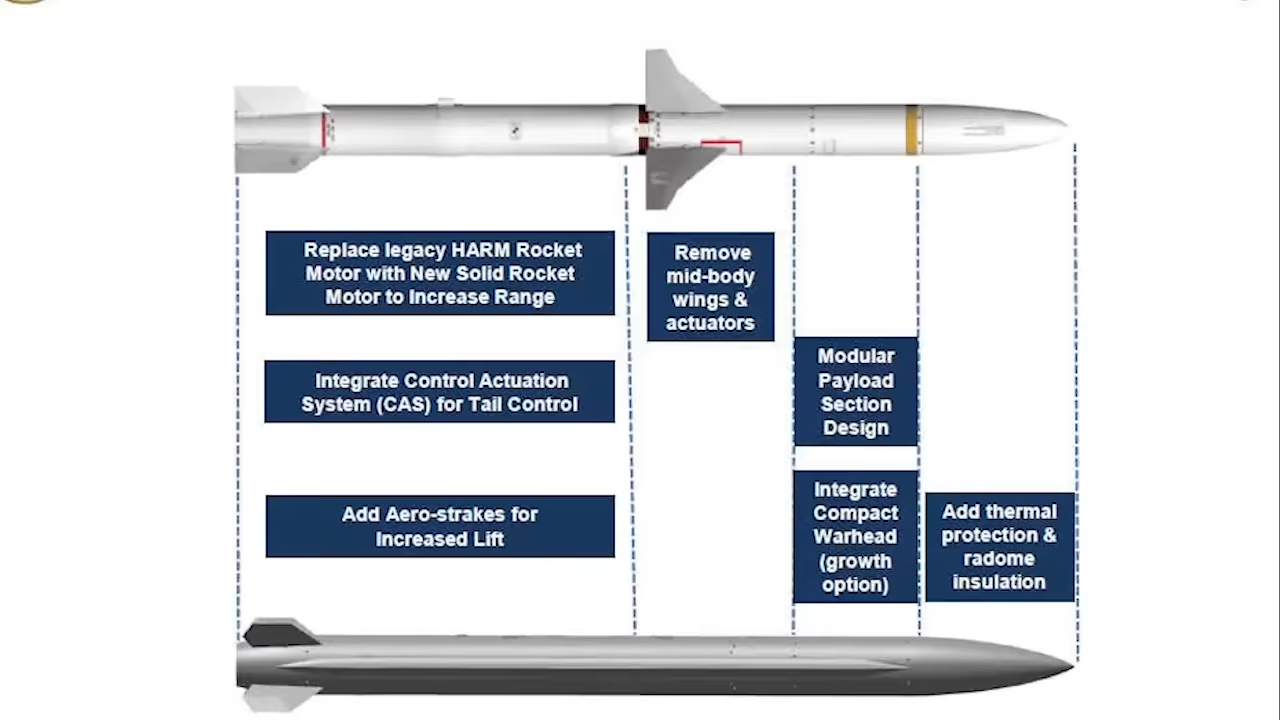 Replace legacy HARM Rocket
Motor with New Solid Rocket
Motor to Increase Range
Remove
mid-body
wings &
actuators
Modular
Payload
Section
Design
Integrate Control Actuation
System (CAS) for Tail Control
Integrate
Compact
Warhead
(growth
option)
Add thermal
protection &
radome
insulation
Add Aero-strakes for
Increased Lift